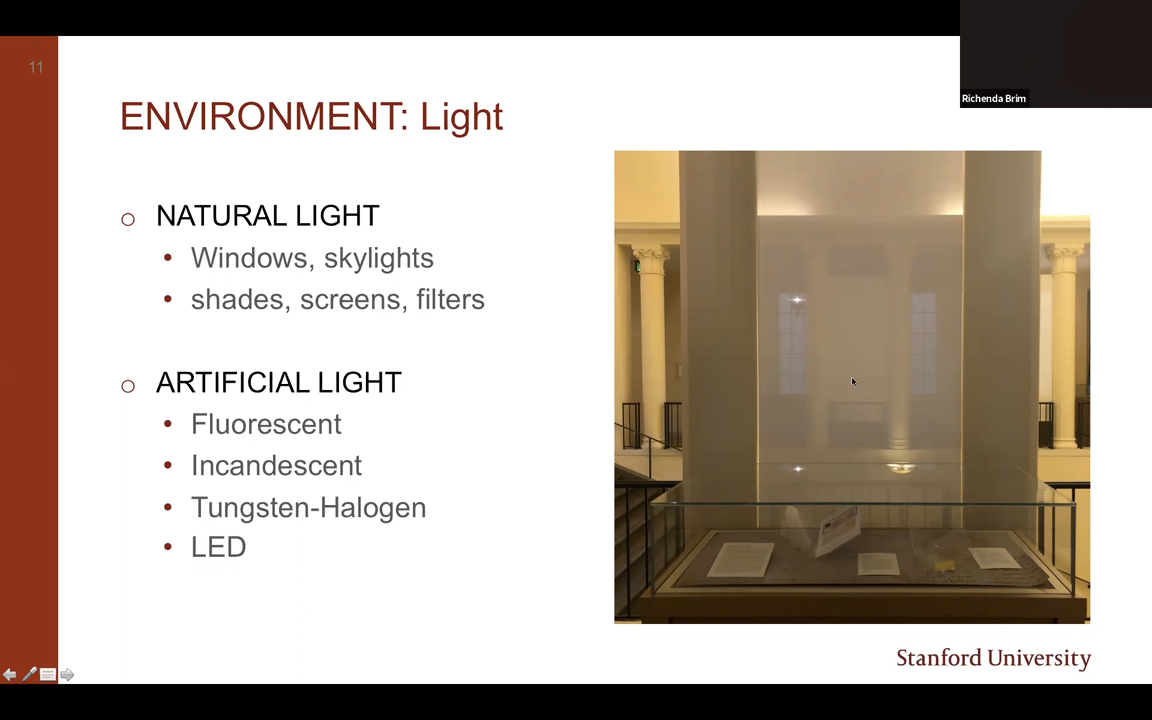 11
Richenda Brim
ENVIRONMENT: Light
NATURAL LIGHT
Windows, skylights
shades, screens, filters
ARTIFICIAL LIGHT
Fluorescent
Incandescent
Tungsten-Halogen
LED
Stanford University